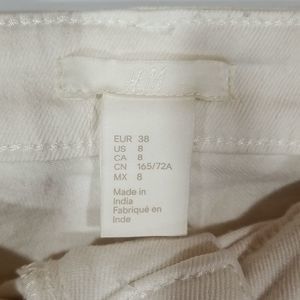 H&M
EUR 38
US 8
CA 8
CN 165/72A
MX 8
Made in
India
Fabriqué en
Inde